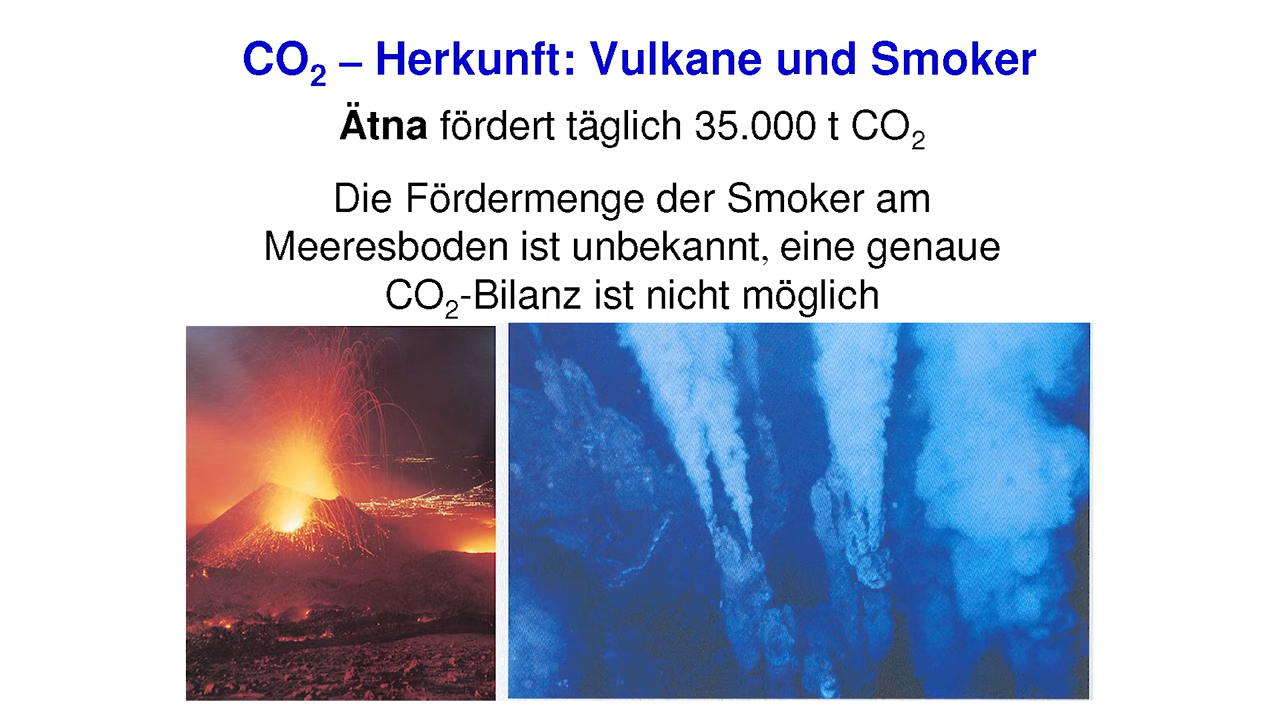 CO₂ – Herkunft: Vulkane und Smoker
Ätna fördert täglich 35.000 t CO₂
Die Fördermenge der Smoker am
Meeresboden ist unbekannt, eine genaue
CO₂-Bilanz ist nicht möglich